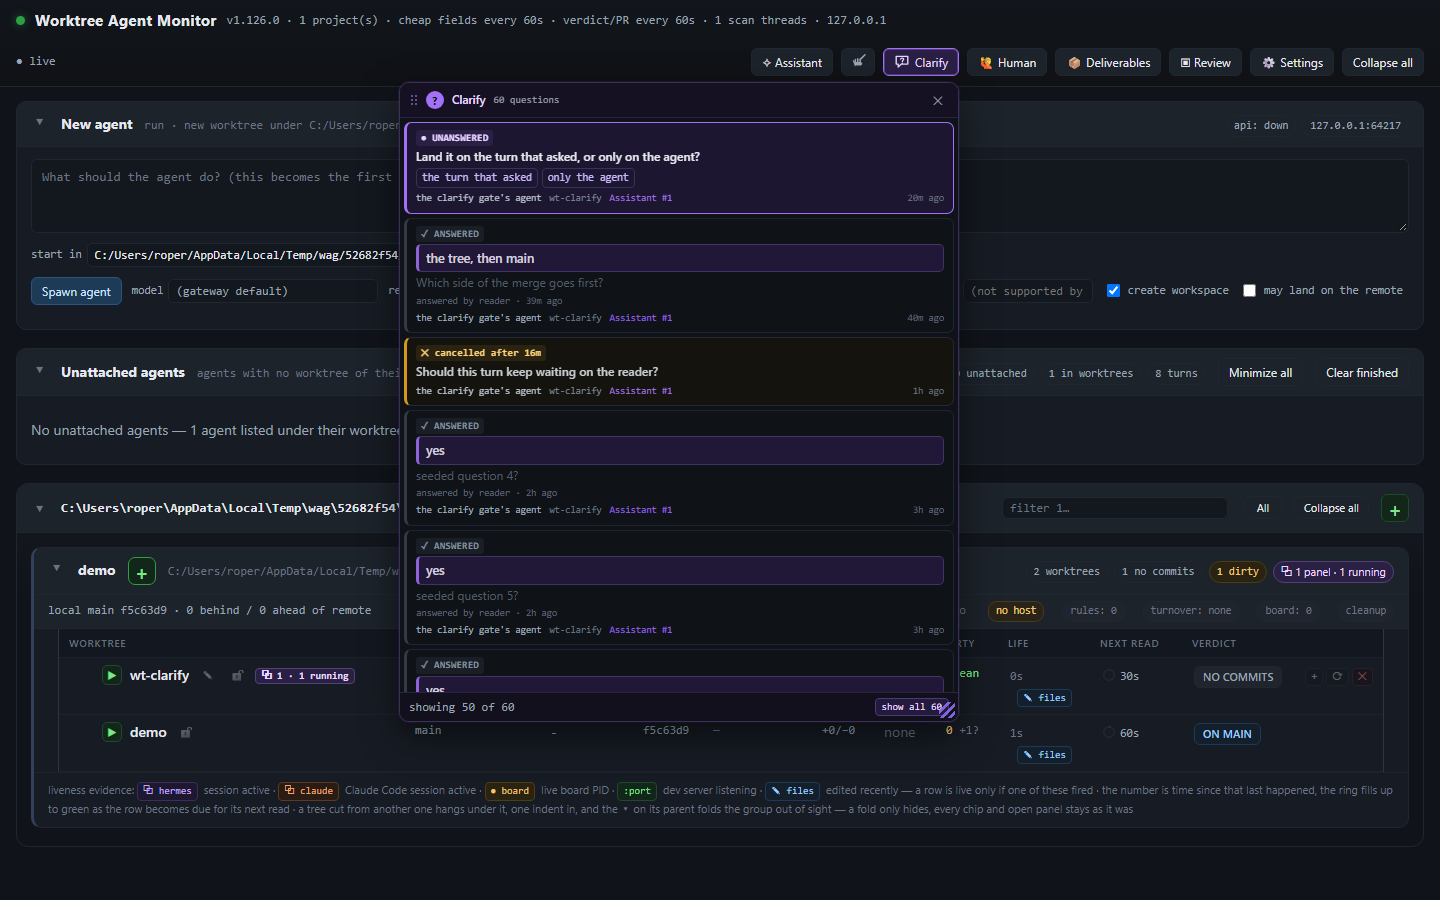 Worktree Agent Monitor v1.126.0 · 1 project(s) · cheap fields every 60s · verdict/PR every 60s · 1 scan threads · 127.0.0.1
live
Assistant
Clarify
Human
Deliverables
Review
Settings
Collapse all
Clarify 60 questions
New agent run · new worktree under C:/Users/roper
api: down 127.0.0.1:64217
What should the agent do? (this becomes the first
start in C:/Users/roper/AppData/Local/Temp/wag/52682f54
Spawn agent model (gateway default)
(not supported by create workspace may land on the remote
UNANSWERED
Land it on the turn that asked, or only on the agent?
the turn that asked only the agent
the clarify gate's agent wt-clarify Assistant #1 20m ago
✓ ANSWERED
the tree, then main
Which side of the merge goes first?
answered by reader · 39m ago
the clarify gate's agent wt-clarify Assistant #1 40m ago
cancelled after 16m
Should this turn keep waiting on the reader?
the clarify gate's agent wt-clarify Assistant #1 1h ago
✓ ANSWERED
yes
seeded question 4?
answered by reader · 2h ago
the clarify gate's agent wt-clarify Assistant #1 3h ago
✓ ANSWERED
yes
seeded question 5?
answered by reader · 2h ago
the clarify gate's agent wt-clarify Assistant #1 3h ago
✓ ANSWERED
yes
showing 50 of 60 show all 60
Unattached agents agents with no worktree of
unattached 1 in worktrees 8 turns Minimize all Clear finished
No unattached agents — 1 agent listed under their
C:\Users\roper\AppData\Local\Temp\wag\52682f54\
filter 1… All Collapse all +
demo + C:/Users/roper/AppData/Local/Temp/w
2 worktrees 1 no commits 1 dirty 1 panel · 1 running
local main f5c63d9 · 0 behind / 0 ahead of remote
no host rules: 0 turnover: none board: 0 cleanup
WORKTREE LIFE NEXT READ VERDICT
wt-clarify 1 · 1 running 0s 30s NO COMMITS
files
demo main – f5c63d9 — +0/−0 none 0 +1? 1s 60s ON MAIN
files
liveness evidence: hermes session active · claude Claude Code session active · board live board PID · :port dev server listening · files edited recently — a row is live only if one of these fired · the number is time since that last happened, the ring fills up
to green as the row becomes due for its next read · a tree cut from another one hangs under it, one indent in, and the ▾ on its parent folds the group out of sight — a fold only hides, every chip and open panel stays as it was